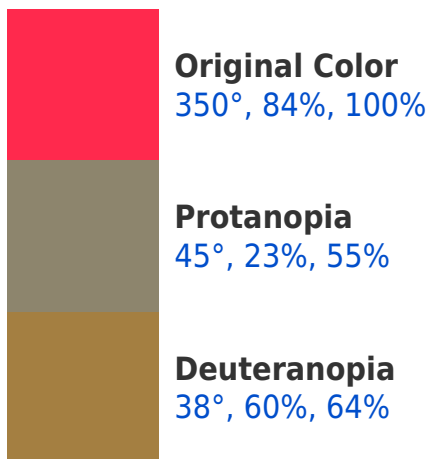 Original Color
350°, 84%, 100%
Protanopia
45°, 23%, 55%
Deuteranopia
38°, 60%, 64%